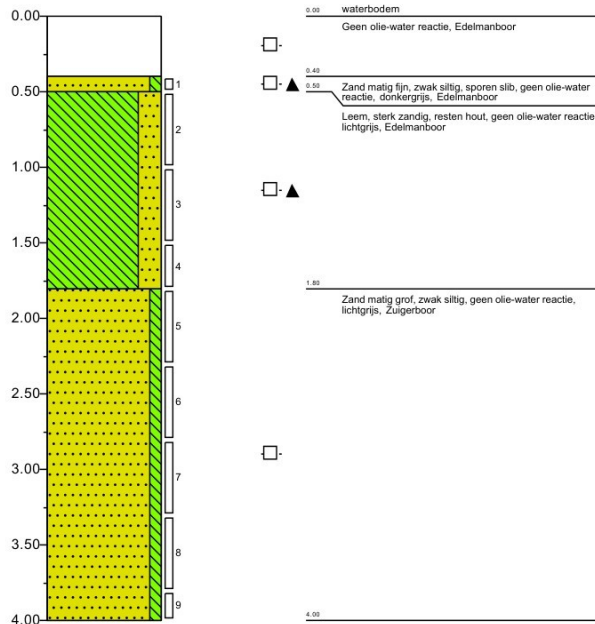 0.00
0.50
1.00
1.50
2.00
2.50
3.00
3.50
4.00
1
2
3
4
5
6
7
8
9
0.00 waterbodem
Geen olie-water reactie, Edelmanboor
0.40
Zand matig fijn, zwak siltig, sporen slib, geen olie-water
0.50
reactie, donkergrijs, Edelmanboor
Leem, sterk zandig, resten hout, geen olie-water reactie
lichtgrijs, Edelmanboor
1.80
Zand matig grof, zwak siltig, geen olie-water reactie,
lichtgrijs, Zuigerboor
4.00